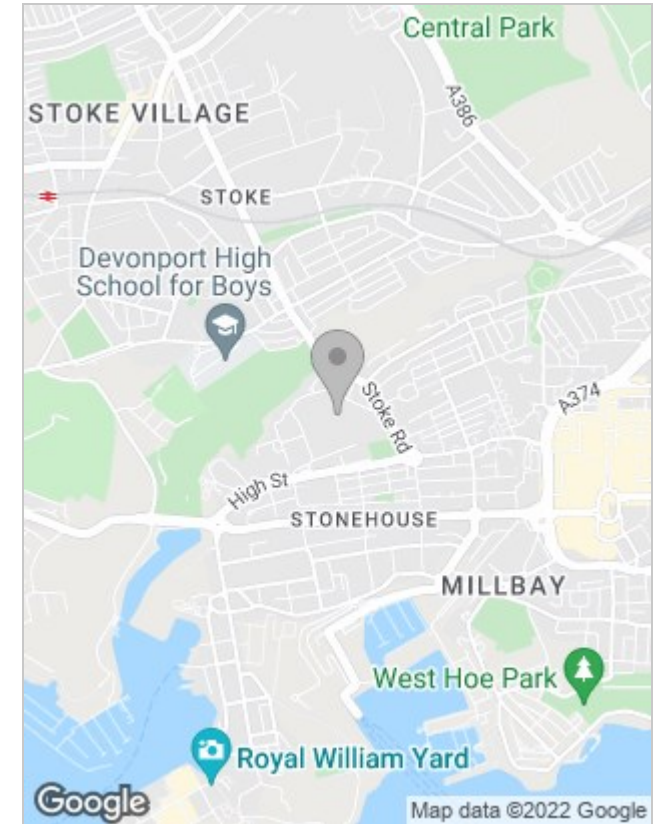 Central Park
A386
STOKE VILLAGE
STOKE
Devonport High
School for Boys
Stoke Rd
A374
High St
STONEHOUSE
MILLBAY
West Hoe Park
Royal William Yard
Google
Map data ©2022 Google